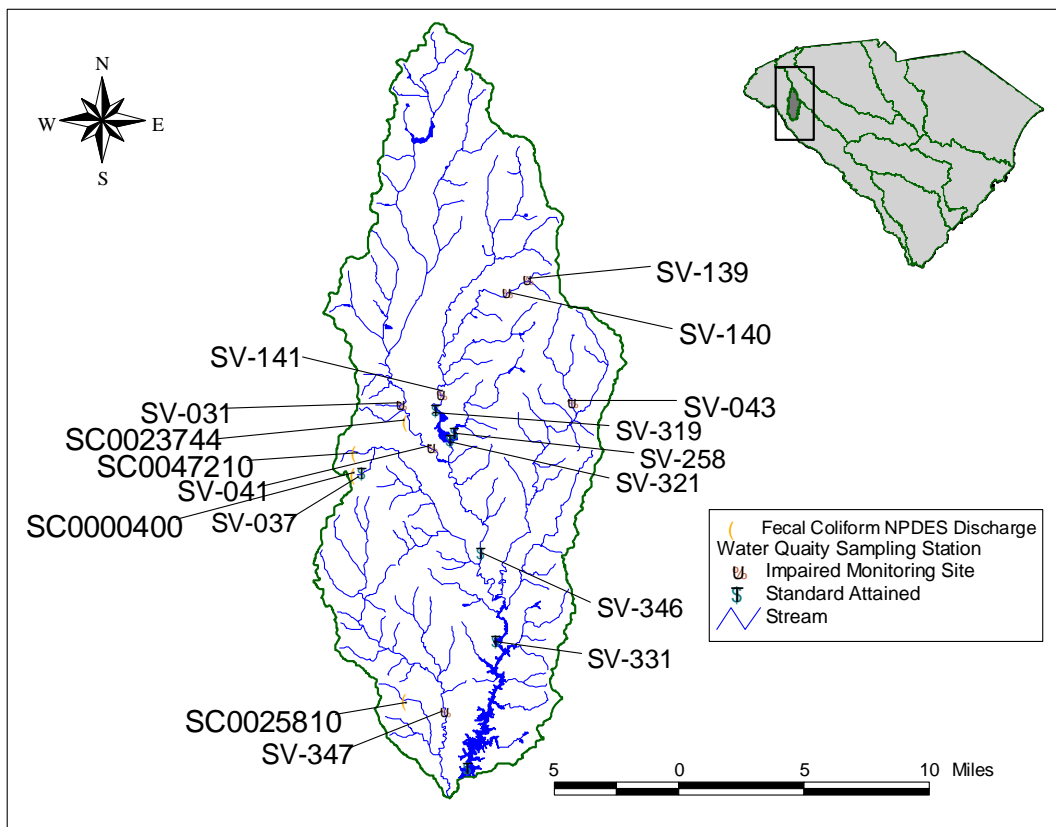 N
W
E
S
SV-139
SV-140
SV-141
SV-031
SV-043
SC0023744
SV-319
SC0047210
SV-258
SV-041
SV-321
SC0000400
SV-037
Fecal Coliform NPDES Discharge
Water Quaity Sampling Station
Impaired Monitoring Site
Standard Attained
Stream
SV-346
SV-331
SC0025810
SV-347
5 0 5 10 Miles